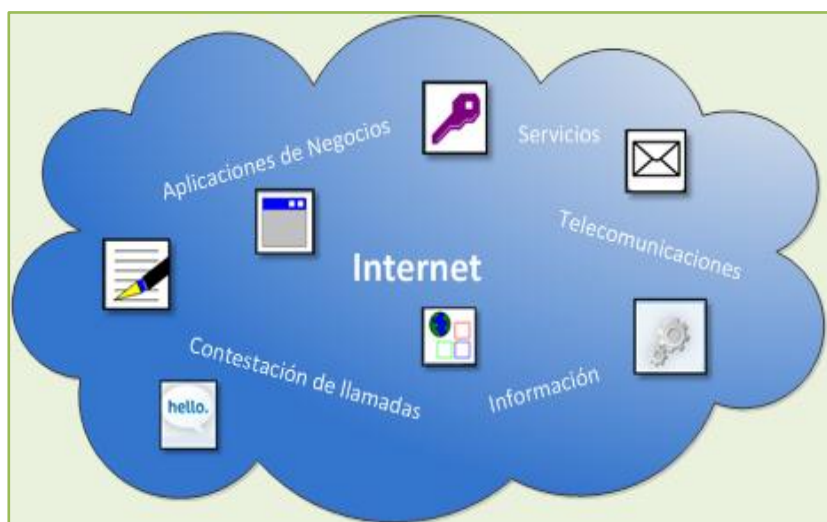 Aplicaciones de Negocios
Servicios
Telecomunicaciones
Internet
Contestación de llamadas
Información
hello.